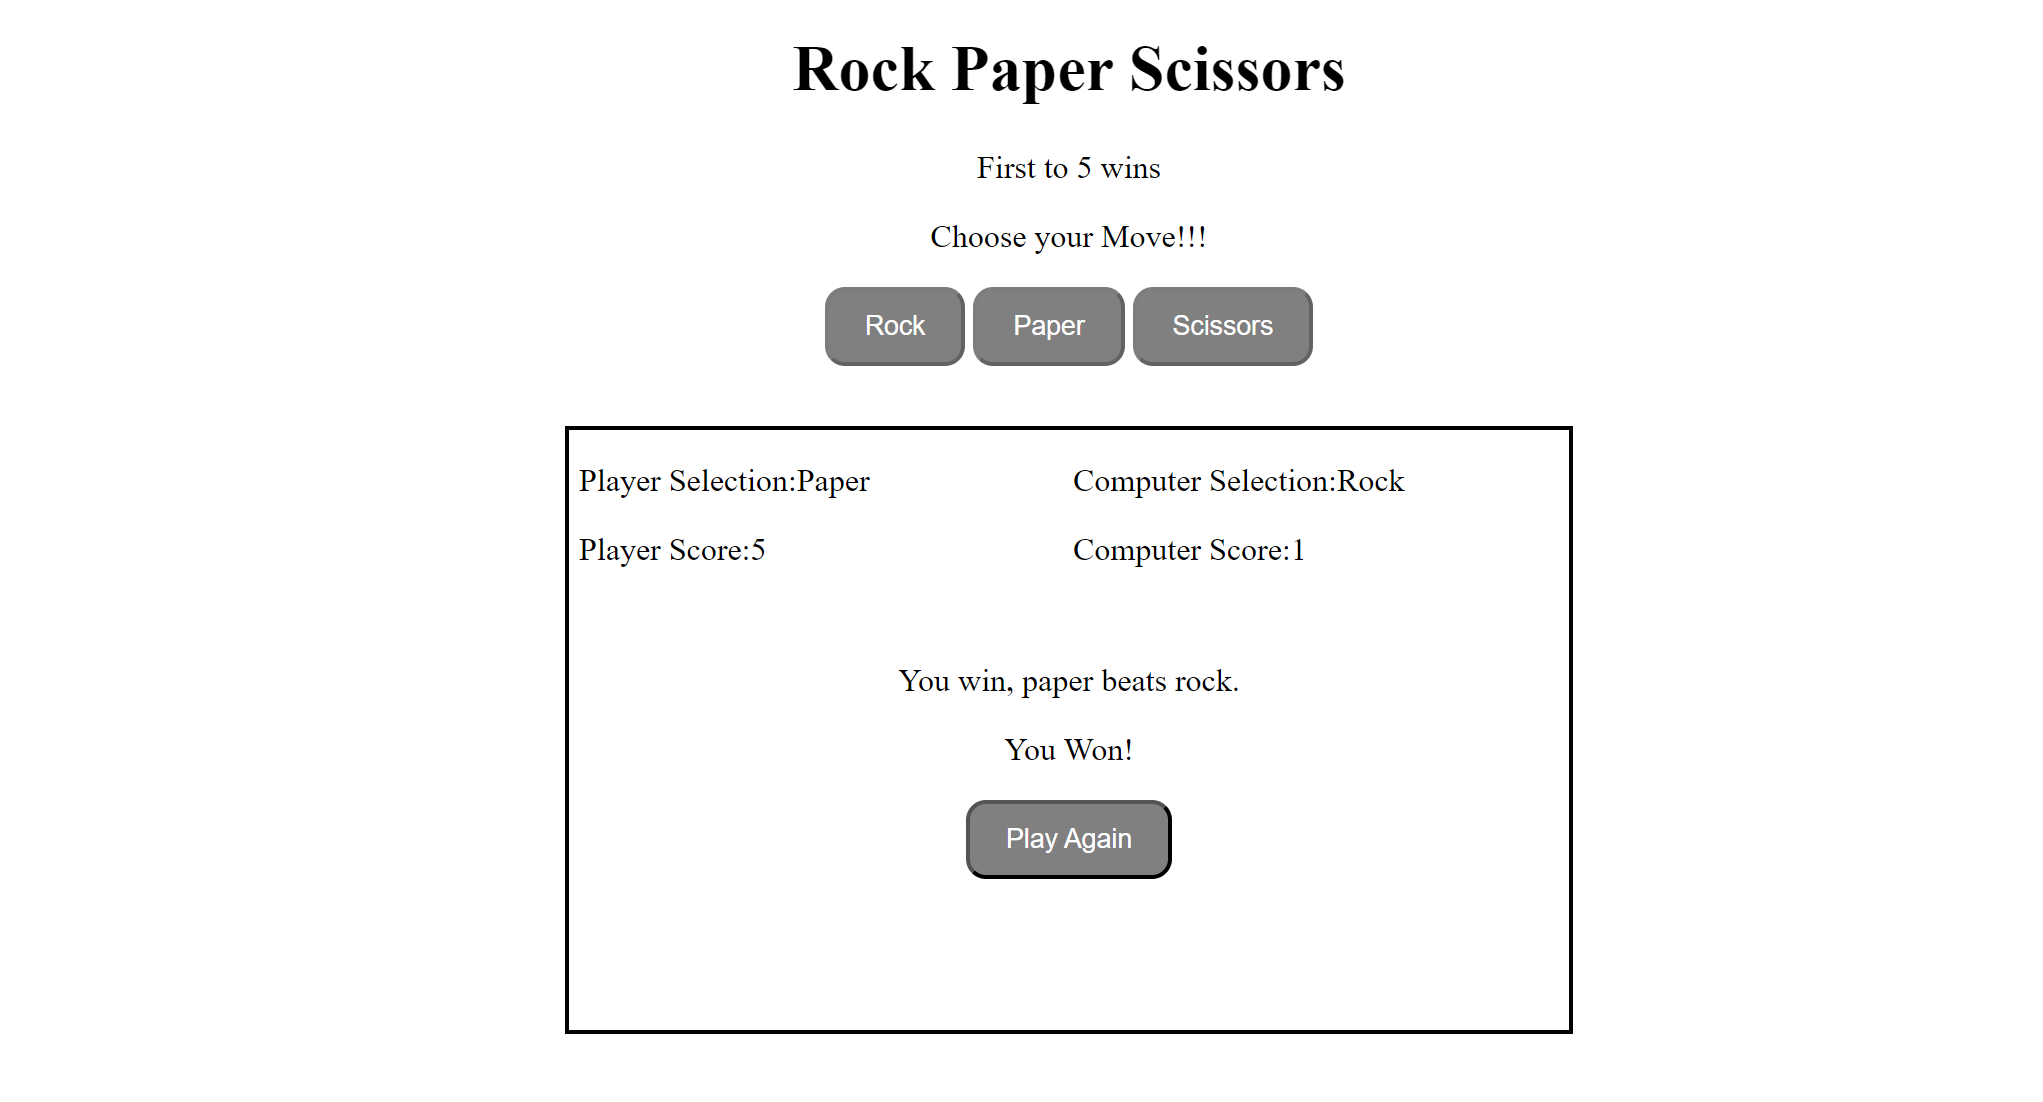 Rock Paper Scissors
First to 5 wins
Choose your Move!!!
Rock Paper Scissors
Player Selection:Paper Computer Selection:Rock
Player Score:5 Computer Score:1
You win, paper beats rock.
You Won!
Play Again